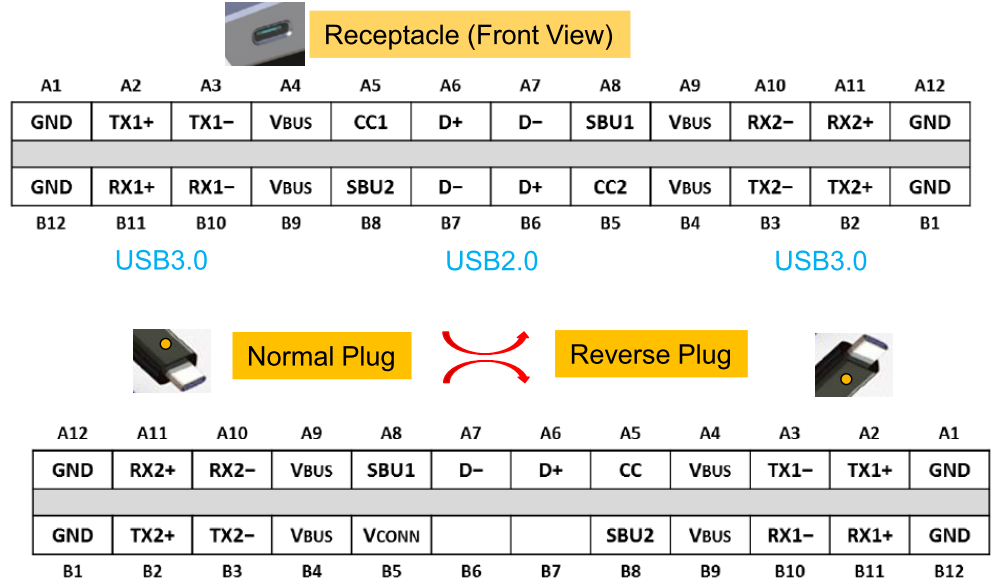 Receptacle (Front View)
A1 A2 A3 A4 A5 A6 A7 A8 A9 A10 A11 A12
GND TX1+ TX1− VBUS CC1 D+ D− SBU1 VBUS RX2− RX2+ GND
GND RX1+ RX1− VBUS SBU2 D− D+ CC2 VBUS TX2− TX2+ GND
B12 B11 B10 B9 B8 B7 B6 B5 B4 B3 B2 B1
USB3.0 USB2.0 USB3.0
Normal Plug Reverse Plug
A12 A11 A10 A9 A8 A7 A6 A5 A4 A3 A2 A1
GND RX2+ RX2− VBUS SBU1 D− D+ CC VBUS TX1− TX1+ GND
GND TX2+ TX2− VBUS VCONN SBU2 VBUS RX1− RX1+ GND
B1 B2 B3 B4 B5 B6 B7 B8 B9 B10 B11 B12